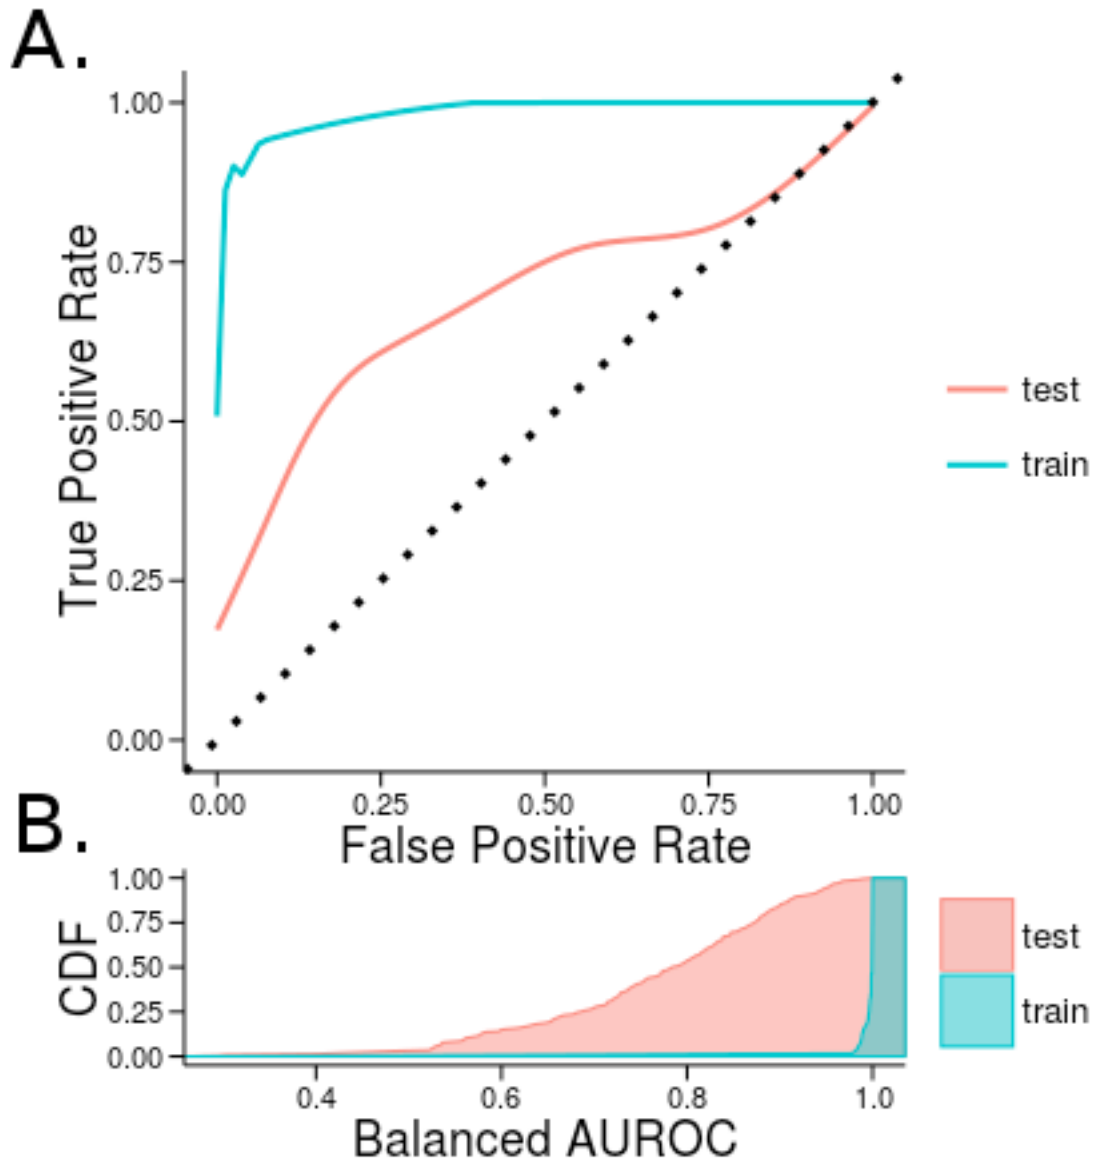 A.
True Positive Rate
1.00
0.75
0.50
0.25
0.00
0.00 0.25 0.50 0.75 1.00
False Positive Rate
test
train
B.
CDF
1.00
0.75
0.50
0.25
0.00
0.4 0.6 0.8 1.0
Balanced AUROC
test
train